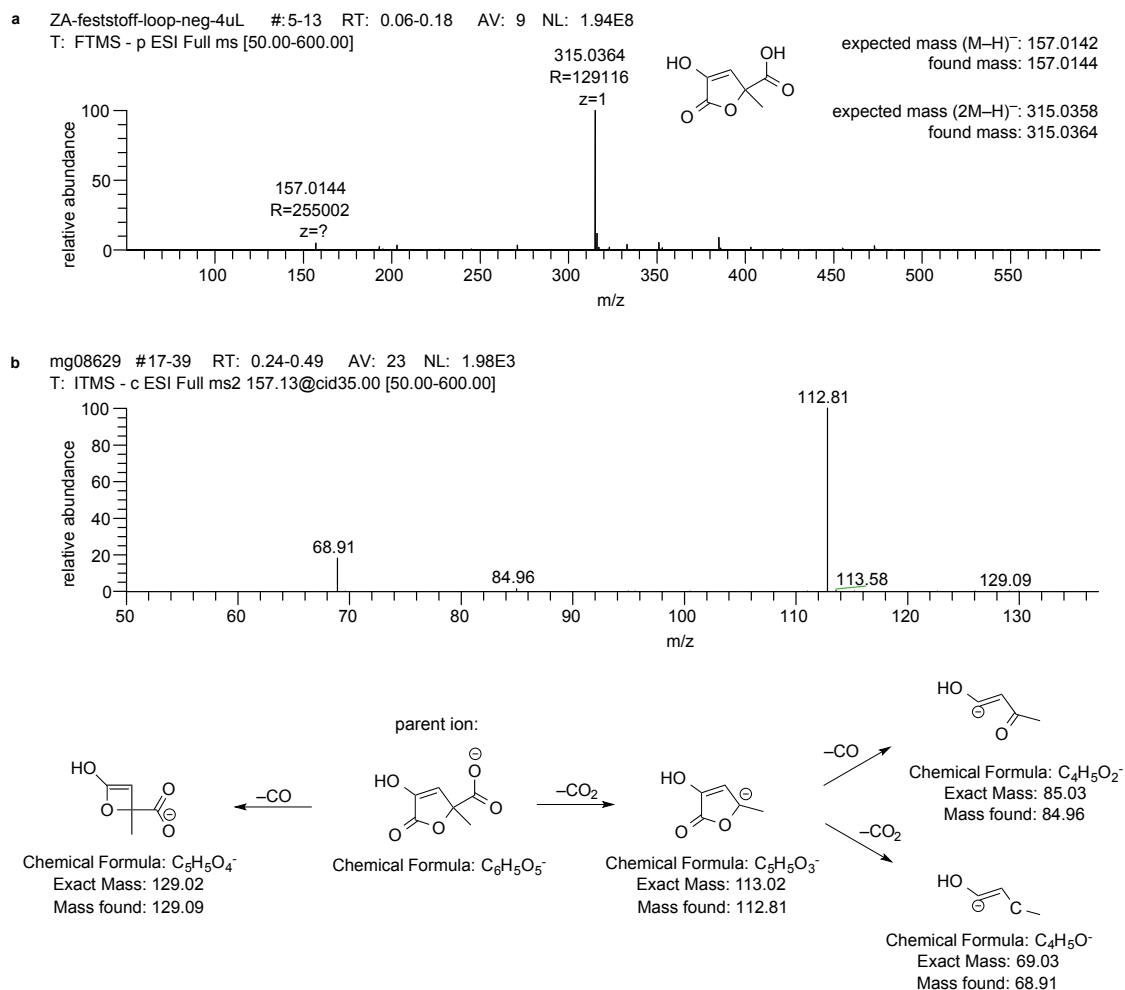 a ZA-feststoff-loop-neg-4uL #:5-13 RT: 0.06-0.18 AV: 9 NL: 1.94E8
T: FTMS - p ESI Full ms [50.00-600.00]
315.0364
R=129116
z=1
HO
OH
O
O
O
expected mass (M–H)⁻: 157.0142
found mass: 157.0144
expected mass (2M–H)⁻: 315.0358
found mass: 315.0364
relative abundance
100
50
0
157.0144
R=255002
z=?
100 150 200 250 300 350 400 450 500 550
m/z
b mg08629 #17-39 RT: 0.24-0.49 AV: 23 NL: 1.98E3
T: ITMS - c ESI Full ms2 157.13@cid35.00 [50.00-600.00]
relative abundance
100
80
60
40
20
0
112.81
68.91
84.96
113.58
129.09
50 60 70 80 90 100 110 120 130
m/z
parent ion:
HO
O
O
O
⊖
–CO
HO
O
O
O
O
⊖
–CO₂
HO
O
O
⊖
–CO
HO
O
⊖
–CO₂
HO
C
⊖
Chemical Formula: C₅H₅O₄⁻
Exact Mass: 129.02
Mass found: 129.09
Chemical Formula: C₆H₅O₅⁻
Chemical Formula: C₅H₅O₃⁻
Exact Mass: 113.02
Mass found: 112.81
Chemical Formula: C₄H₅O₂⁻
Exact Mass: 85.03
Mass found: 84.96
Chemical Formula: C₄H₅O⁻
Exact Mass: 69.03
Mass found: 68.91